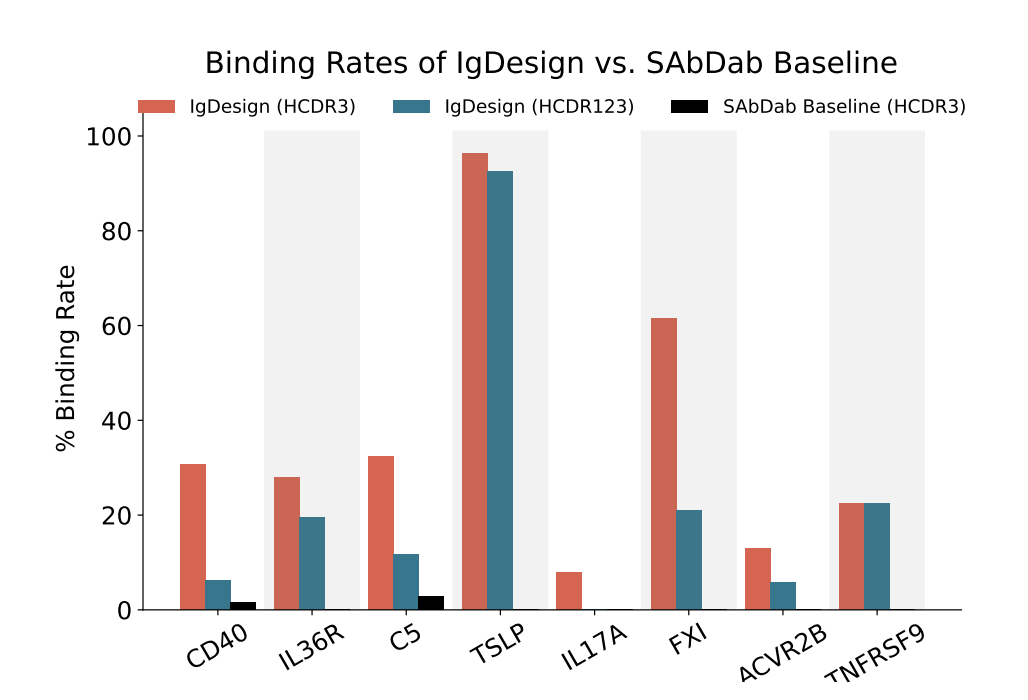 Binding Rates of IgDesign vs. SAbDab Baseline
IgDesign (HCDR3) IgDesign (HCDR123) SAbDab Baseline (HCDR3)
% Binding Rate
100
80
60
40
20
0
CD40 IL36R C5 TSLP IL17A FXI ACVR2B TNFRSF9